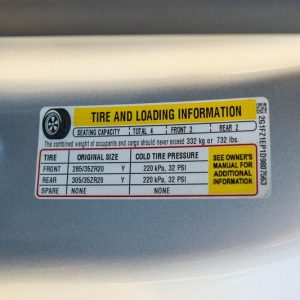 TIRE AND LOADING INFORMATION
SEATING CAPACITY TOTAL 4 FRONT 2 REAR 2
The combined weight of occupants and cargo should never exceed 332 kg or 732 lbs.
TIRE ORIGINAL SIZE COLD TIRE PRESSURE
FRONT 285/35ZR20 Y 220 kPa, 32 PSI
REAR 305/35ZR20 Y 220 kPa, 32 PSI
SPARE NONE NONE
SEE OWNER'S
MANUAL FOR
ADDITIONAL
INFORMATION